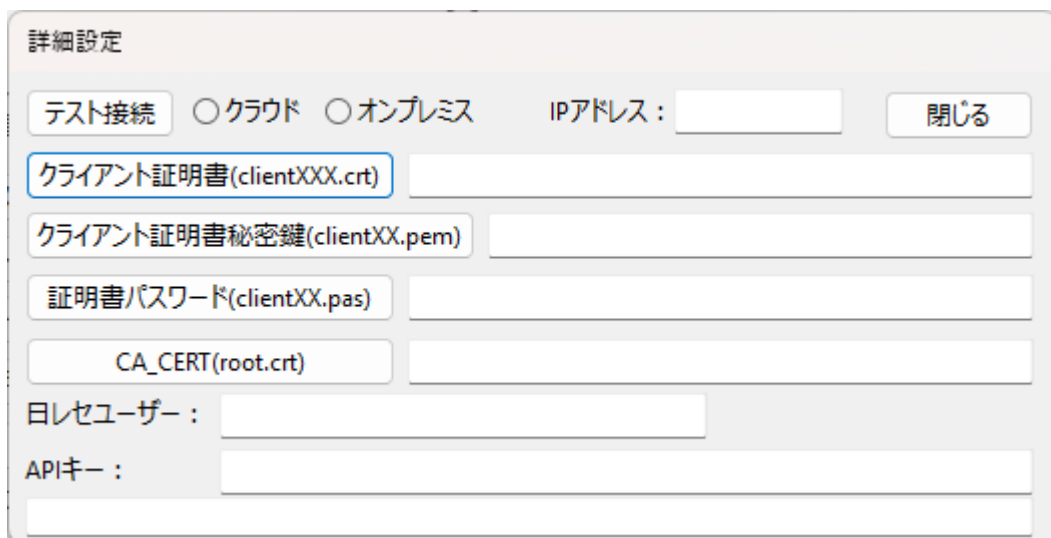 詳細設定
テスト接続 クラウド オンプレミス IPアドレス： 閉じる
クライアント証明書(clientXXX.crt)
クライアント証明書秘密鍵(clientXX.pem)
証明書パスワード(clientXX.pas)
CA_CERT(root.crt)
日レセユーザー：
APIキー：